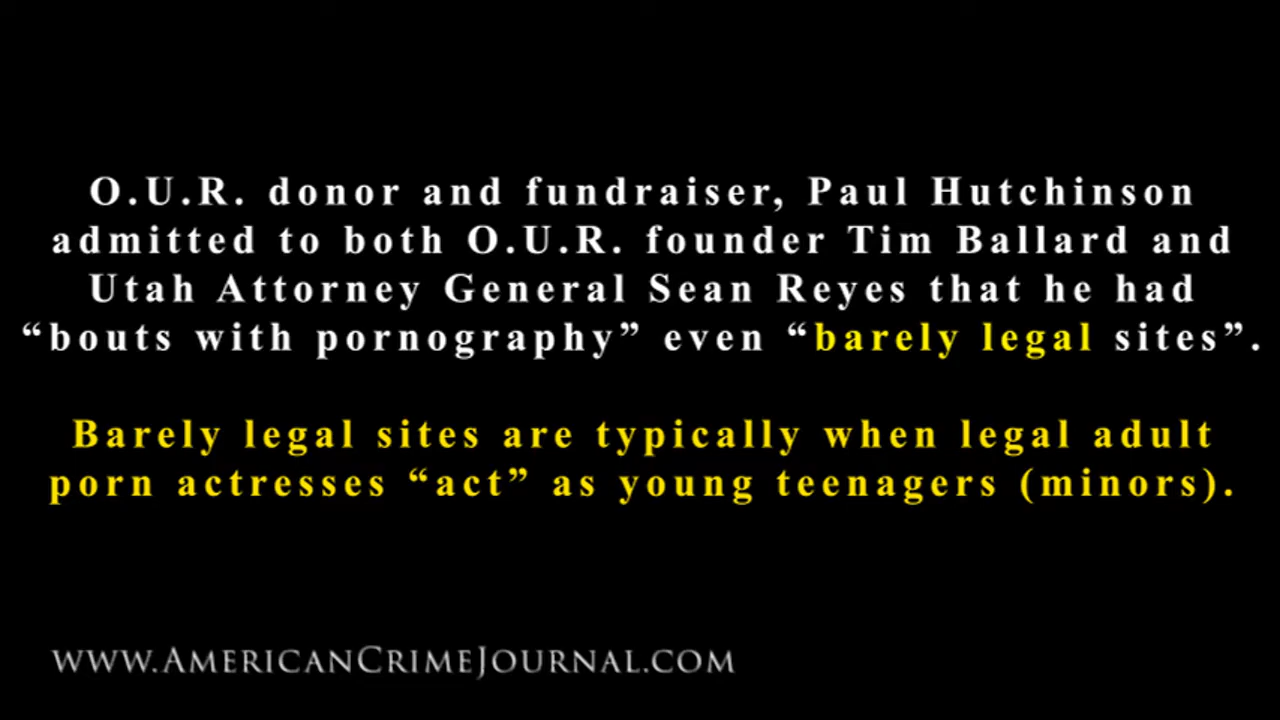 O.U.R. donor and fundraiser, Paul Hutchinson
admitted to both O.U.R. founder Tim Ballard and
Utah Attorney General Sean Reyes that he had
“bouts with pornography” even “barely legal sites”.
Barely legal sites are typically when legal adult
porn actresses “act” as young teenagers (minors).
www.AmericanCrimeJournal.com